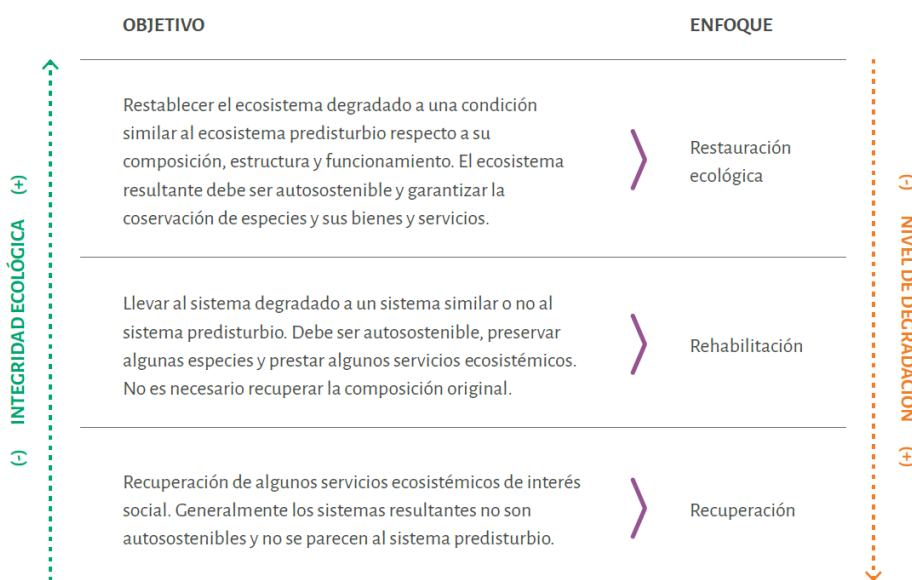 OBJETIVO
ENFOQUE
Restablecer el ecosistema degradado a una condición
similar al ecosistema predisturbio respecto a su
composición, estructura y funcionamiento. El ecosistema
resultante debe ser autosostenible y garantizar la
coservación de especies y sus bienes y servicios.
Restauración
ecológica
Llevar al sistema degradado a un sistema similar o no al
sistema predisturbio. Debe ser autosostenible, preservar
algunas especies y prestar algunos servicios ecosistémicos.
No es necesario recuperar la composición original.
Rehabilitación
Recuperación de algunos servicios ecosistémicos de interés
social. Generalmente los sistemas resultantes no son
autosostenibles y no se parecen al sistema predisturbio.
Recuperación
(-) INTEGRIDAD ECOLÓGICA (+)
(-) NIVEL DE DEGRADACIÓN (+)